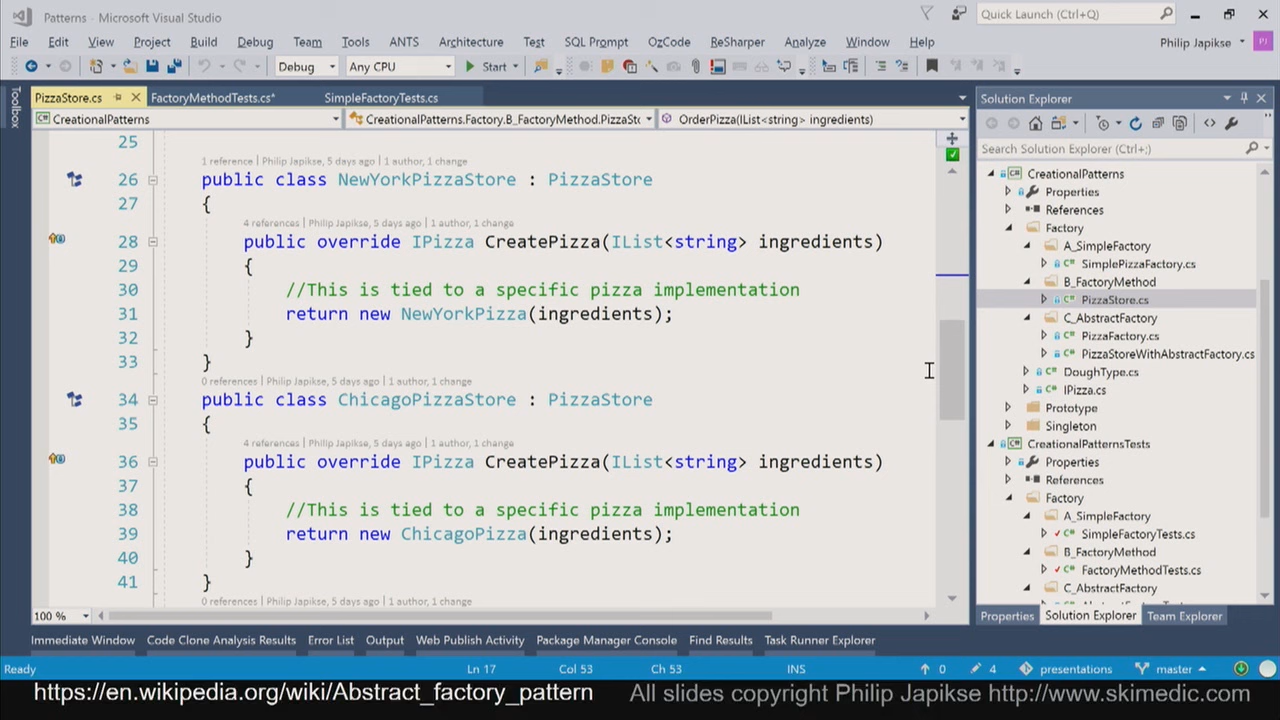 Patterns - Microsoft Visual Studio
Quick Launch (Ctrl+Q)
File Edit View Project Build Debug Team Tools ANTS Architecture Test SQL Prompt OzCode ReSharper Analyze Window Help
Philip Japikse PJ
Debug Any CPU Start
Toolbox
PizzaStore.cs FactoryMethodTests.cs* SimpleFactoryTests.cs
CreationalPatterns CreationalPatterns.Factory.B_FactoryMethod.PizzaSt OrderPizza(IList<string> ingredients)
25
1 reference | Philip Japikse, 5 days ago | 1 author, 1 change
26 public class NewYorkPizzaStore : PizzaStore
27 {
4 references | Philip Japikse, 5 days ago | 1 author, 1 change
28 public override IPizza CreatePizza(IList<string> ingredients)
29 {
30 //This is tied to a specific pizza implementation
31 return new NewYorkPizza(ingredients);
32 }
33 }
0 references | Philip Japikse, 5 days ago | 1 author, 1 change
34 public class ChicagoPizzaStore : PizzaStore
35 {
4 references | Philip Japikse, 5 days ago | 1 author, 1 change
36 public override IPizza CreatePizza(IList<string> ingredients)
37 {
38 //This is tied to a specific pizza implementation
39 return new ChicagoPizza(ingredients);
40 }
41 }
0 references | Philip Japikse, 5 days ago | 1 author, 1 change
100 %
Solution Explorer
Search Solution Explorer (Ctrl+;)
CreationalPatterns
Properties
References
Factory
A_SimpleFactory
SimplePizzaFactory.cs
B_FactoryMethod
PizzaStore.cs
C_AbstractFactory
PizzaFactory.cs
PizzaStoreWithAbstractFactory.cs
DoughType.cs
IPizza.cs
Prototype
Singleton
CreationalPatternsTests
Properties
References
Factory
A_SimpleFactory
SimpleFactoryTests.cs
B_FactoryMethod
FactoryMethodTests.cs
C_AbstractFactory
Properties Solution Explorer Team Explorer
Immediate Window Code Clone Analysis Results Error List Output Web Publish Activity Package Manager Console Find Results Task Runner Explorer
Ready Ln 17 Col 53 Ch 53 INS 0 4 presentations master
https://en.wikipedia.org/wiki/Abstract_factory_pattern All slides copyright Philip Japikse http://www.skimedic.com